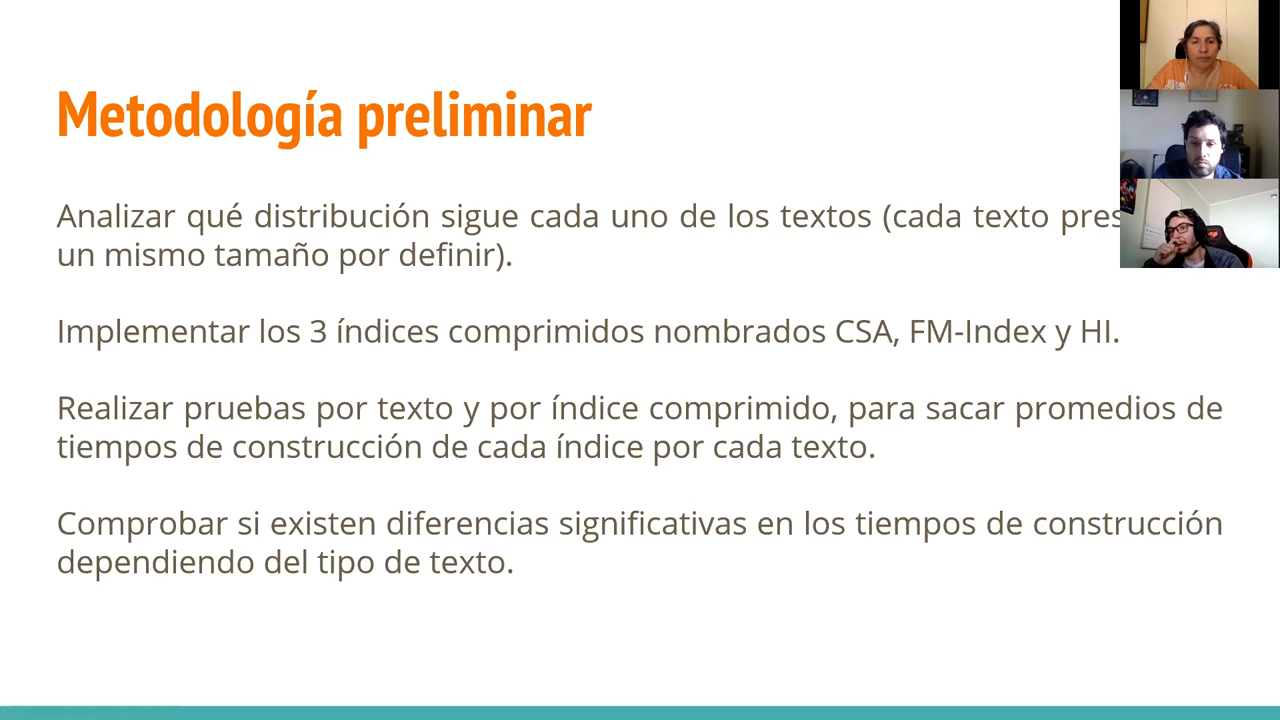 Metodología preliminar
Analizar qué distribución sigue cada uno de los textos (cada texto
un mismo tamaño por definir).
Implementar los 3 índices comprimidos nombrados CSA, FM-Index y HI.
Realizar pruebas por texto y por índice comprimido, para sacar promedios de
tiempos de construcción de cada índice por cada texto.
Comprobar si existen diferencias significativas en los tiempos de construcción
dependiendo del tipo de texto.